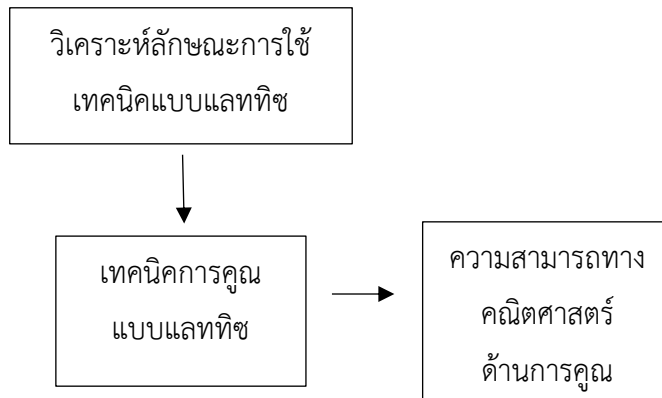 วิเคราะห์ลักษณะการใช้
เทคนิคแบบแลททิซ
เทคนิคการคูณ
แบบแลททิซ
ความสามารถทาง
คณิตศาสตร์
ด้านการคูณ